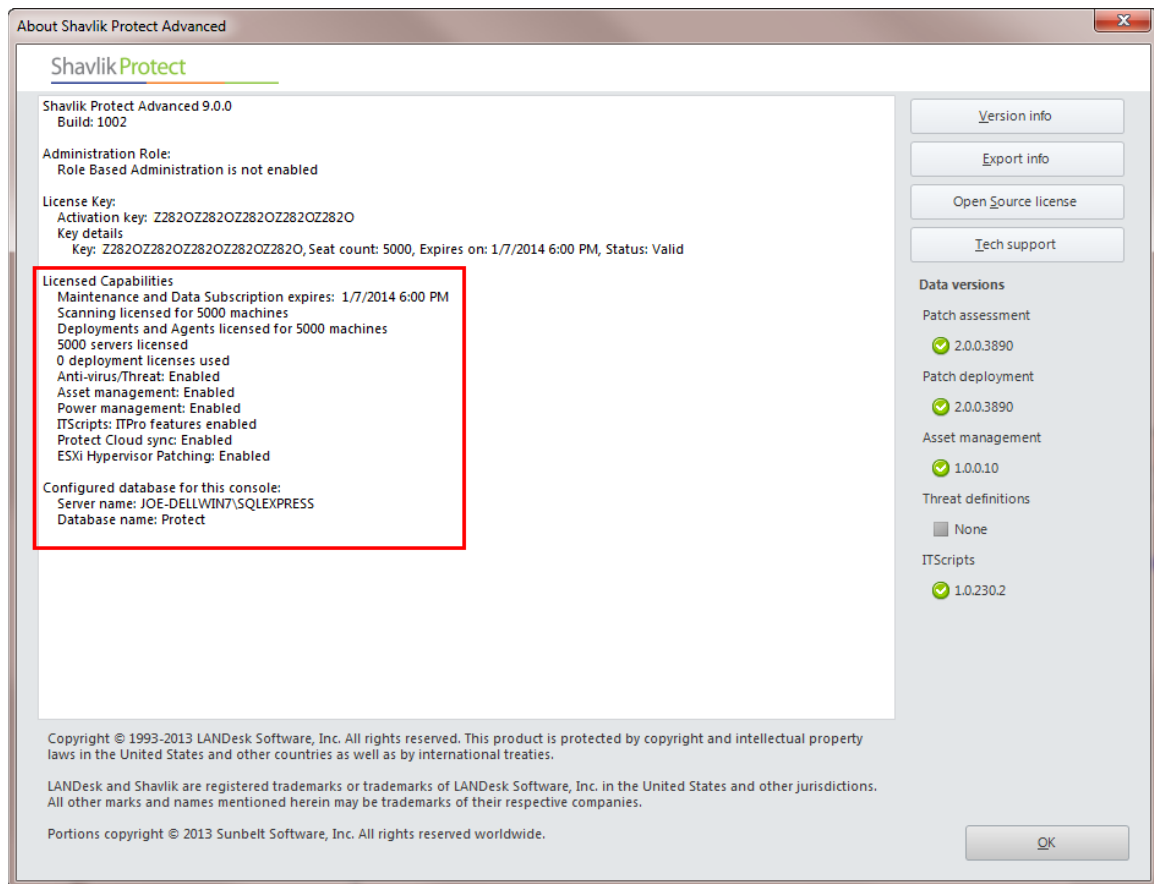 About Shavlik Protect Advanced
x
Shavlik Protect
Shavlik Protect Advanced 9.0.0
Build: 1002
Administration Role:
Role Based Administration is not enabled
License Key:
Activation key: Z282OZ282OZ282OZ282OZ282O
Key details
Key: Z282OZ282OZ282OZ282OZ282O, Seat count: 5000, Expires on: 1/7/2014 6:00 PM, Status: Valid
Licensed Capabilities
Maintenance and Data Subscription expires: 1/7/2014 6:00 PM
Scanning licensed for 5000 machines
Deployments and Agents licensed for 5000 machines
5000 servers licensed
0 deployment licenses used
Anti-virus/Threat: Enabled
Asset management: Enabled
Power management: Enabled
ITScripts: ITPro features enabled
Protect Cloud sync: Enabled
ESXi Hypervisor Patching: Enabled
Configured database for this console:
Server name: JOE-DELLWIN7\SQLEXPRESS
Database name: Protect
Version info
Export info
Open Source license
Tech support
Data versions
Patch assessment
2.0.0.3890
Patch deployment
2.0.0.3890
Asset management
1.0.0.10
Threat definitions
None
ITScripts
1.0.230.2
Copyright © 1993-2013 LANDesk Software, Inc. All rights reserved. This product is protected by copyright and intellectual property
laws in the United States and other countries as well as by international treaties.
LANDesk and Shavlik are registered trademarks or trademarks of LANDesk Software, Inc. in the United States and other jurisdictions.
All other marks and names mentioned herein may be trademarks of their respective companies.
Portions copyright © 2013 Sunbelt Software, Inc. All rights reserved worldwide.
OK